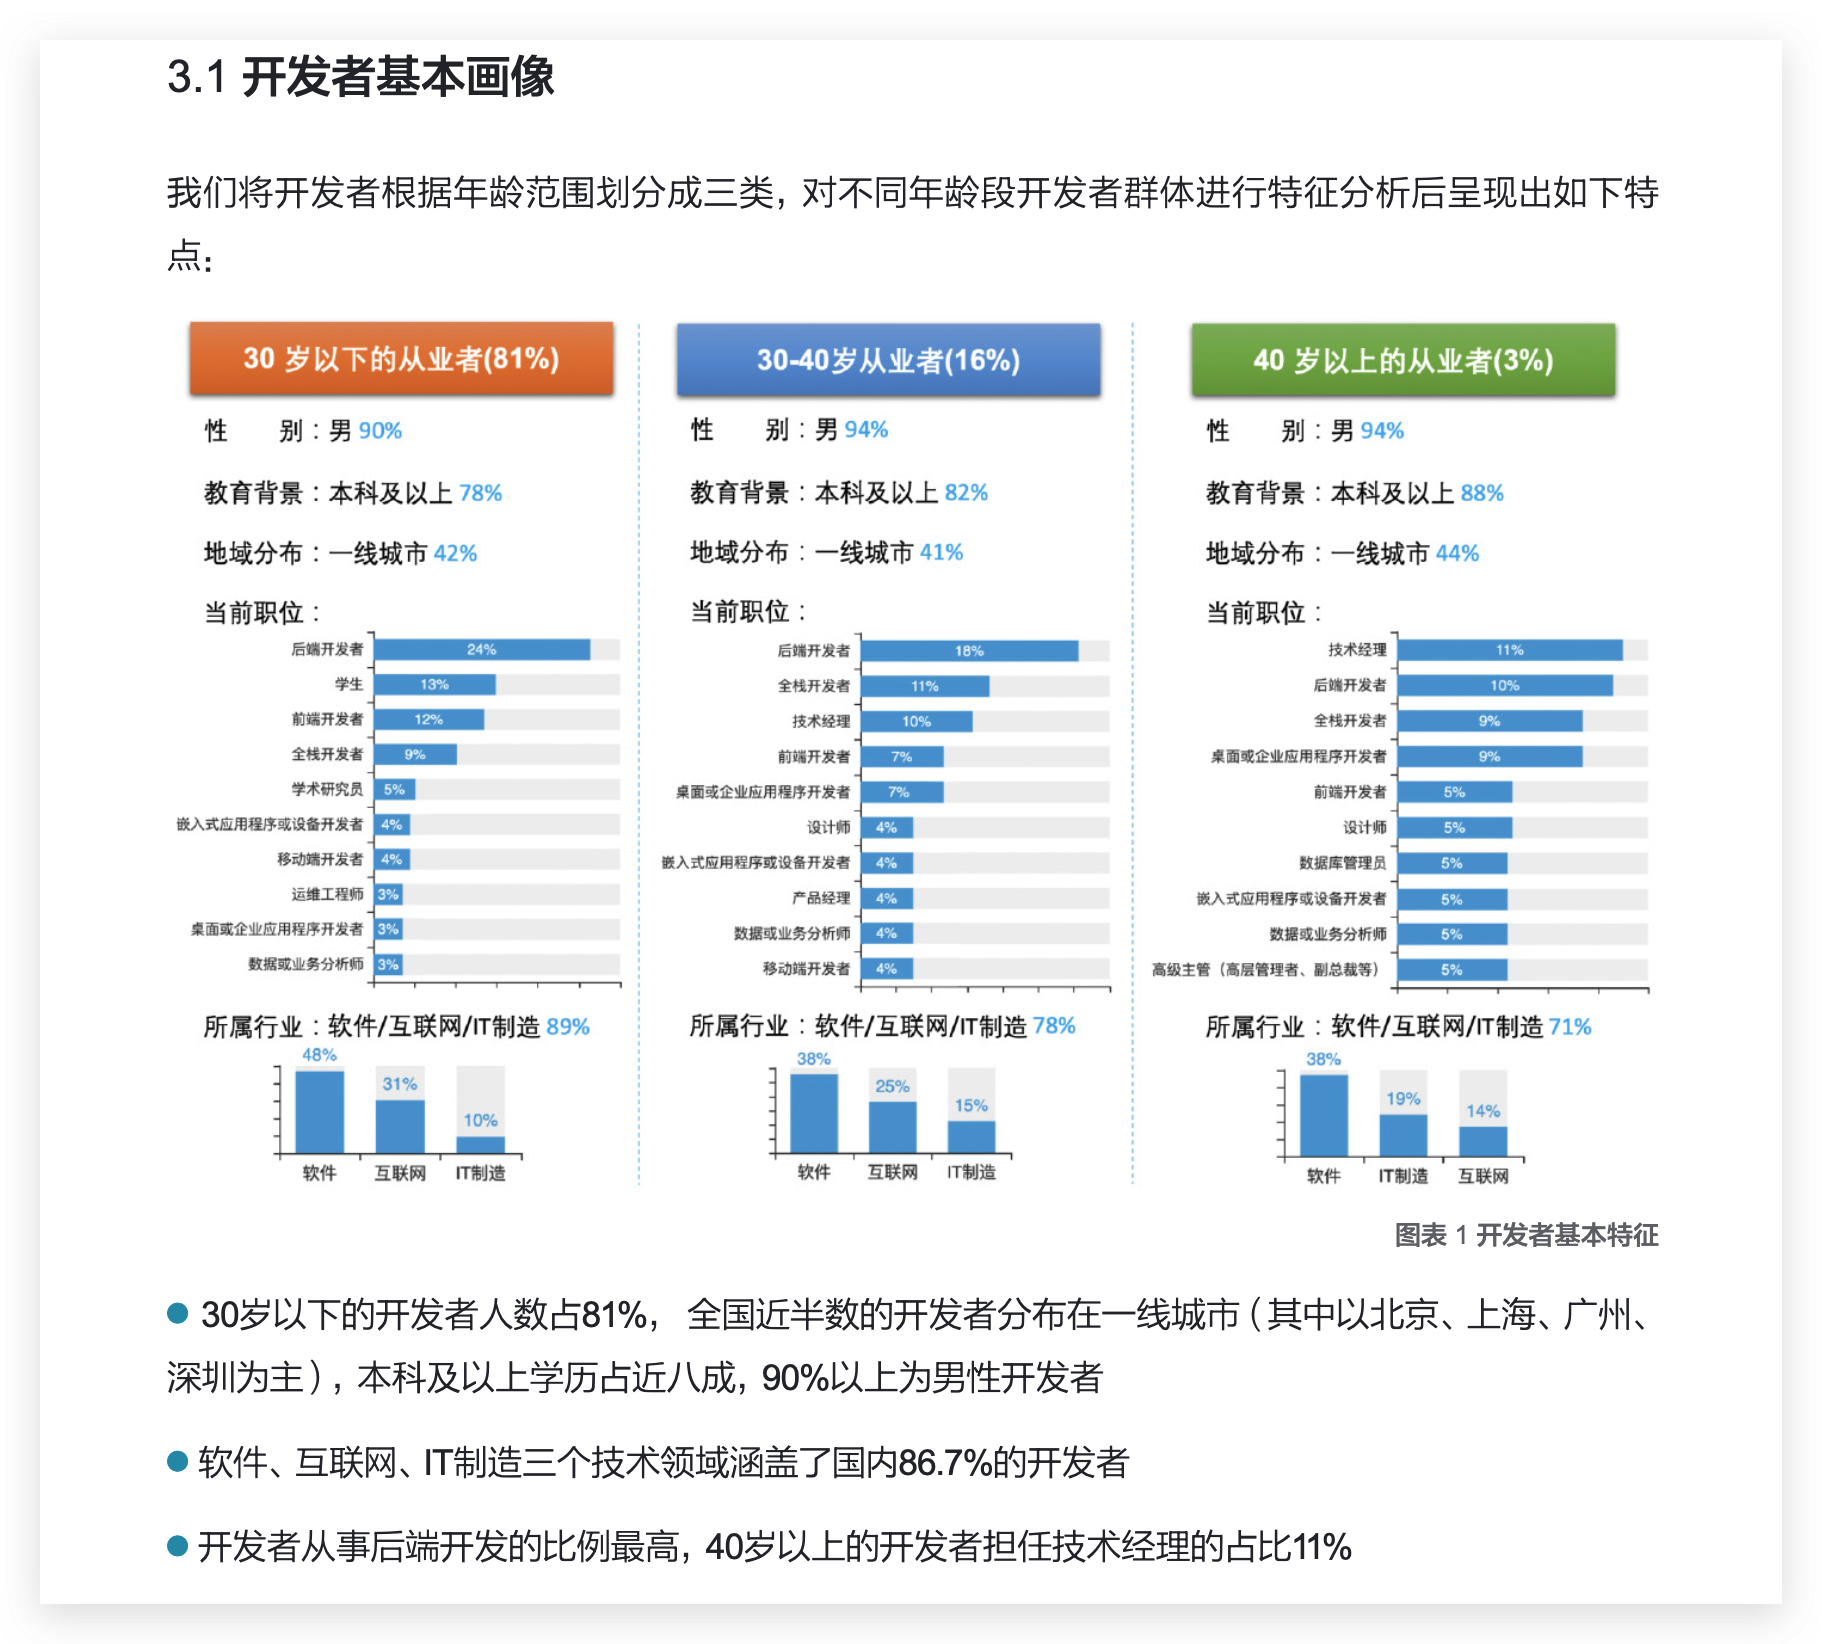 3.1 开发者基本画像
我们将开发者根据年龄范围划分成三类，对不同年龄段开发者群体进行特征分析后呈现出如下特
点：
30 岁以下的从业者(81%)
性 别：男 90%
教育背景：本科及以上 78%
地域分布：一线城市 42%
当前职位：
后端开发者 24%
学生 13%
前端开发者 12%
全栈开发者 9%
学术研究员 5%
嵌入式应用程序或设备开发者 4%
移动端开发者 4%
运维工程师 3%
桌面或企业应用程序开发者 3%
数据或业务分析师 3%
所属行业：软件/互联网/IT制造 89%
48% 31% 10%
软件 互联网 IT制造
30-40岁从业者(16%)
性 别：男 94%
教育背景：本科及以上 82%
地域分布：一线城市 41%
当前职位：
后端开发者 18%
全栈开发者 11%
技术经理 10%
前端开发者 7%
桌面或企业应用程序开发者 7%
设计师 4%
嵌入式应用程序或设备开发者 4%
产品经理 4%
数据或业务分析师 4%
移动端开发者 4%
所属行业：软件/互联网/IT制造 78%
38% 25% 15%
软件 互联网 IT制造
40 岁以上的从业者(3%)
性 别：男 94%
教育背景：本科及以上 88%
地域分布：一线城市 44%
当前职位：
技术经理 11%
后端开发者 10%
全栈开发者 9%
桌面或企业应用程序开发者 9%
前端开发者 5%
设计师 5%
数据库管理员 5%
嵌入式应用程序或设备开发者 5%
数据或业务分析师 5%
高级主管（高层管理者、副总裁等） 5%
所属行业：软件/互联网/IT制造 71%
38% 19% 14%
软件 IT制造 互联网
图表 1 开发者基本特征
● 30岁以下的开发者人数占81%， 全国近半数的开发者分布在一线城市（其中以北京、上海、广州、
深圳为主），本科及以上学历占近八成，90%以上为男性开发者
● 软件、互联网、IT制造三个技术领域涵盖了国内86.7%的开发者
● 开发者从事后端开发的比例最高，40岁以上的开发者担任技术经理的占比11%